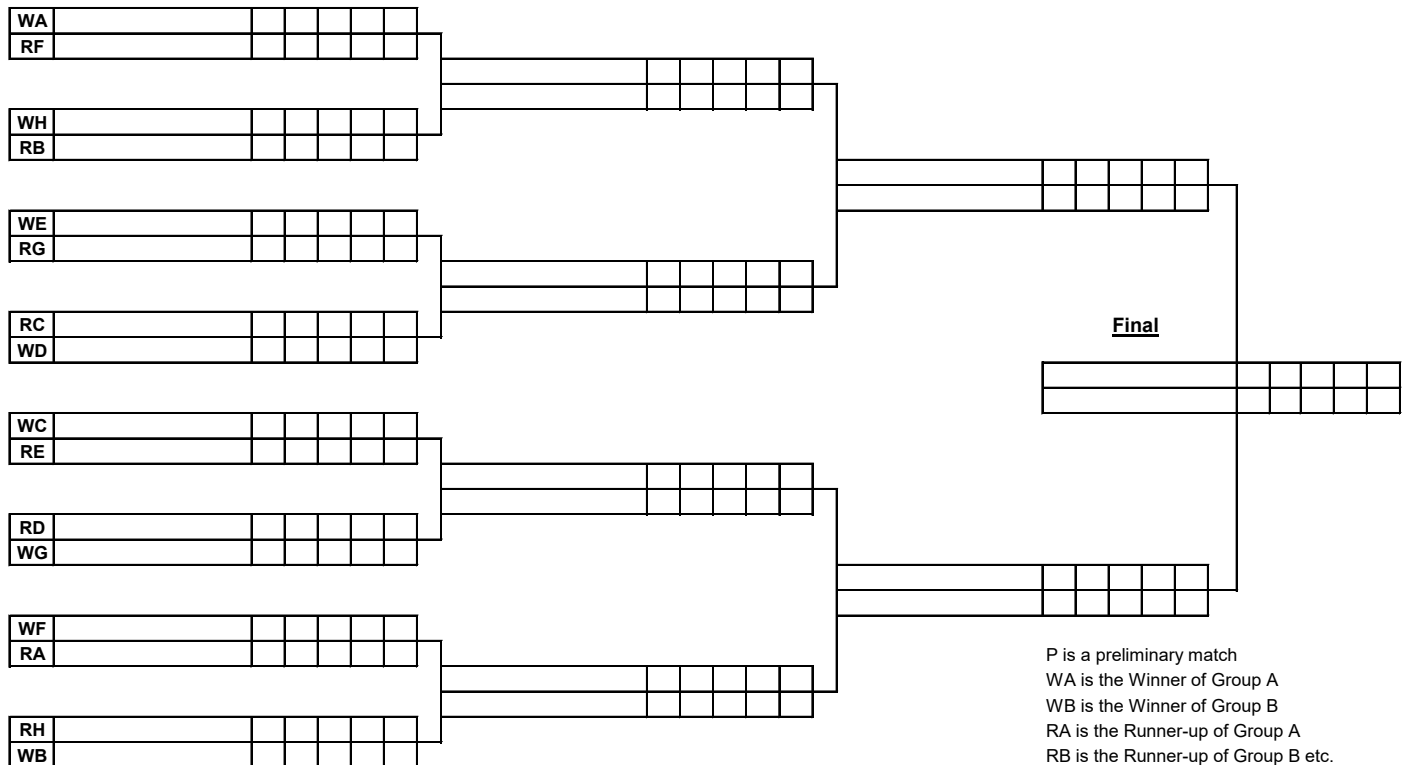 WA
RF
WH
RB
WE
RG
RC
WD
Final
WC
RE
RD
WG
WF
RA
RH
WB
P is a preliminary match
WA is the Winner of Group A
WB is the Winner of Group B
RA is the Runner-up of Group A
RB is the Runner-up of Group B etc.